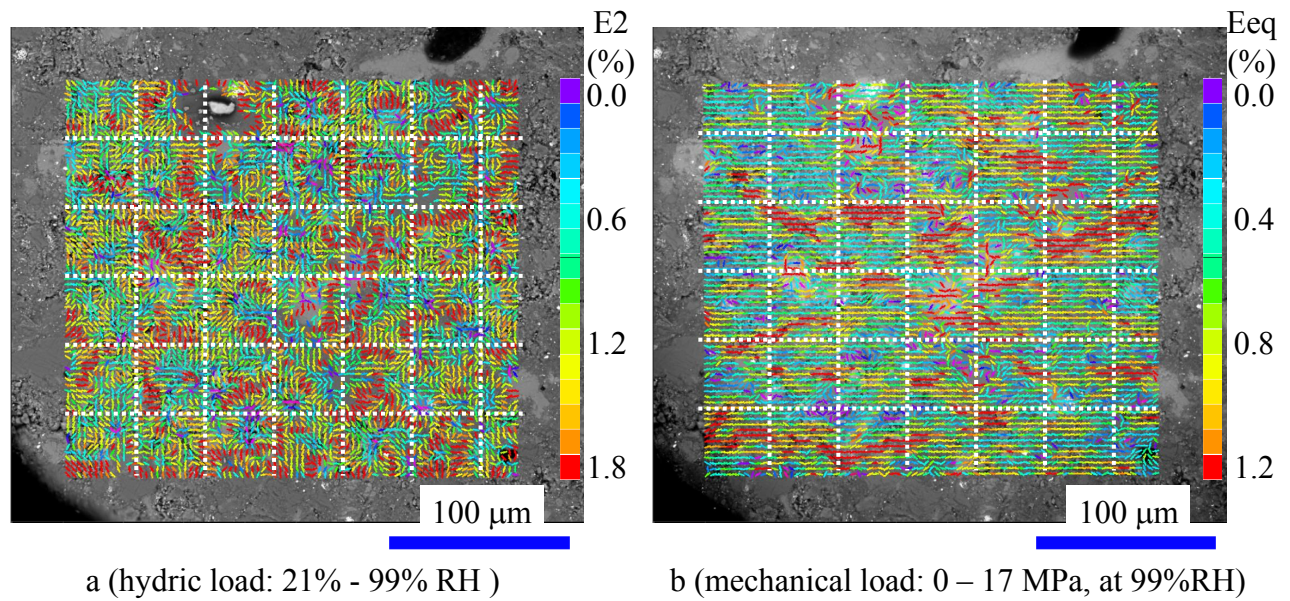 E2
(%)
0.0
0.6
1.2
1.8
100 μm
a (hydric load: 21% - 99% RH )
Eeq
(%)
0.0
0.4
0.8
1.2
100 μm
b (mechanical load: 0 – 17 MPa, at 99%RH)